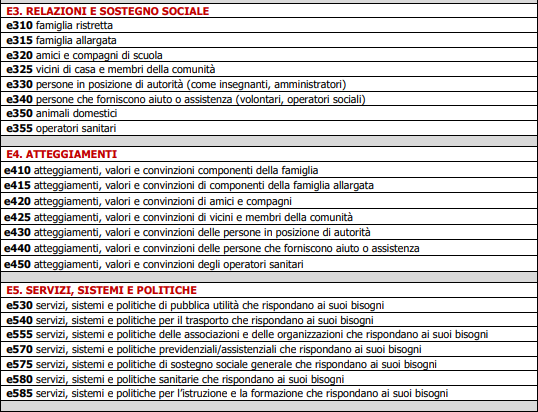 E3. RELAZIONI E SOSTEGNO SOCIALE
e310 famiglia ristretta
e315 famiglia allargata
e320 amici e compagni di scuola
e325 vicini di casa e membri della comunità
e330 persone in posizione di autorità (come insegnanti, amministratori)
e340 persone che forniscono aiuto o assistenza (volontari, operatori sociali)
e350 animali domestici
e355 operatori sanitari
E4. ATTEGGIAMENTI
e410 atteggiamenti, valori e convinzioni componenti della famiglia
e415 atteggiamenti, valori e convinzioni di componenti della famiglia allargata
e420 atteggiamenti, valori e convinzioni di amici e compagni
e425 atteggiamenti, valori e convinzioni di vicini e membri della comunità
e430 atteggiamenti, valori e convinzioni delle persone in posizione di autorità
e440 atteggiamenti, valori e convinzioni delle persone che forniscono aiuto o assistenza
e450 atteggiamenti, valori e convinzioni degli operatori sanitari
E5. SERVIZI, SISTEMI E POLITICHE
e530 servizi, sistemi e politiche di pubblica utilità che rispondano ai suoi bisogni
e540 servizi, sistemi e politiche per il trasporto che rispondano ai suoi bisogni
e555 servizi, sistemi e politiche delle associazioni e delle organizzazioni che rispondano ai suoi bisogni
e570 servizi, sistemi e politiche previdenziali/assistenziali che rispondano ai suoi bisogni
e575 servizi, sistemi e politiche di sostegno sociale generale che rispondano ai suoi bisogni
e580 servizi, sistemi e politiche sanitarie che rispondano ai suoi bisogni
e585 servizi, sistemi e politiche per l'istruzione e la formazione che rispondano ai suoi bisogni